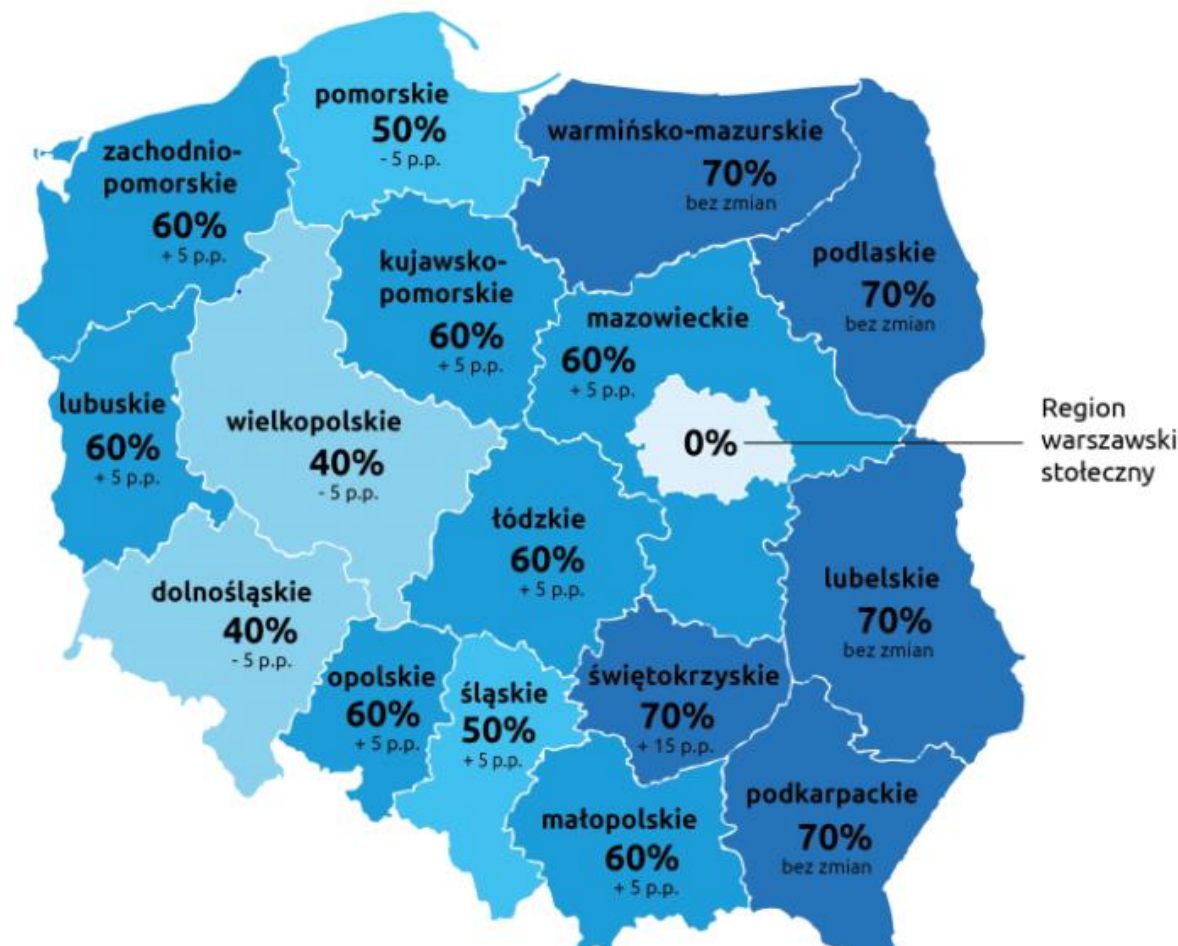 pomorskie
50%
- 5 p.p.
warmińsko-mazurskie
70%
bez zmian
zachodnio-
pomorskie
60%
+ 5 p.p.
kujawsko-
pomorskie
60%
+ 5 p.p.
podlaskie
70%
bez zmian
mazowieckie
60%
+ 5 p.p.
lubuskie
60%
+ 5 p.p.
wielkopolskie
40%
- 5 p.p.
0%
Region
warszawski
stołeczny
łódzkie
60%
+ 5 p.p.
lubelskie
70%
bez zmian
dolnośląskie
40%
- 5 p.p.
opolskie
60%
+ 5 p.p.
śląskie
50%
+ 5 p.p.
świętokrzyskie
70%
+ 15 p.p.
małopolskie
60%
+ 5 p.p.
podkarpackie
70%
bez zmian